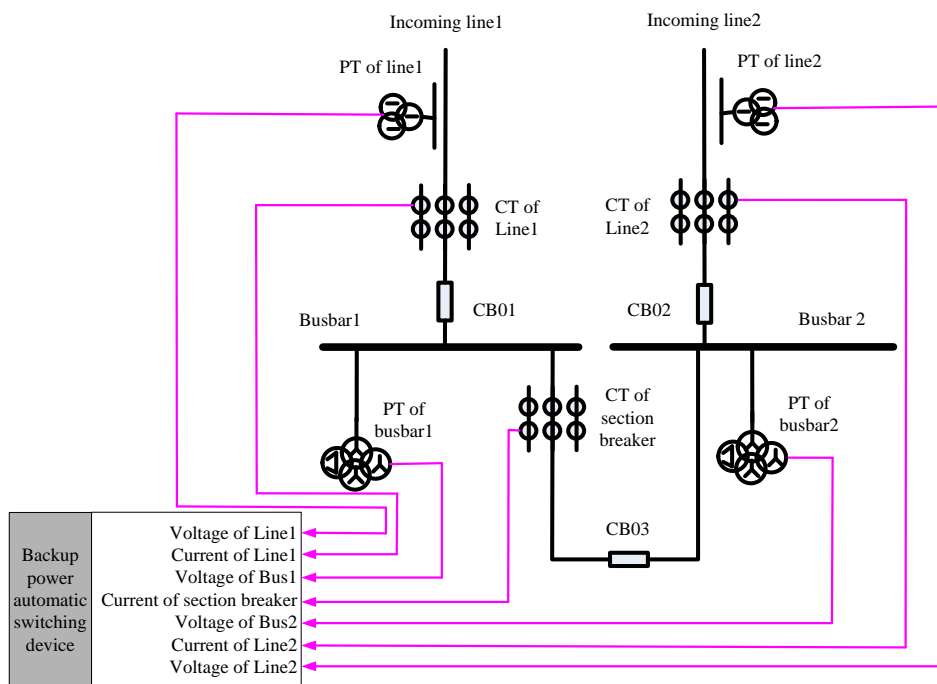 Incoming line1
Incoming line2
PT of line1
PT of line2
CT of
Line1
CT of
Line2
CB01
CB02
Busbar1
Busbar 2
PT of
busbar1
CT of
section
breaker
PT of
busbar2
CB03
Backup
power
automatic
switching
device
Voltage of Line1
Current of Line1
Voltage of Bus1
Current of section breaker
Voltage of Bus2
Current of Line2
Voltage of Line2